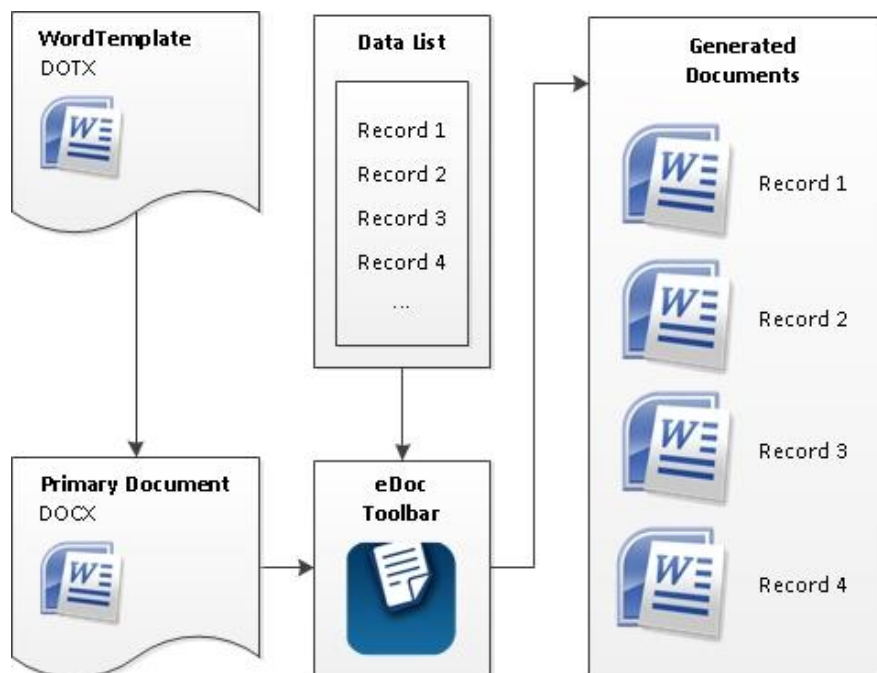 WordTemplate
DOTX
W
Data List
Record 1
Record 2
Record 3
Record 4
...
Generated
Documents
W
Record 1
W
Record 2
W
Record 3
W
Record 4
Primary Document
DOCX
W
eDoc
Toolbar